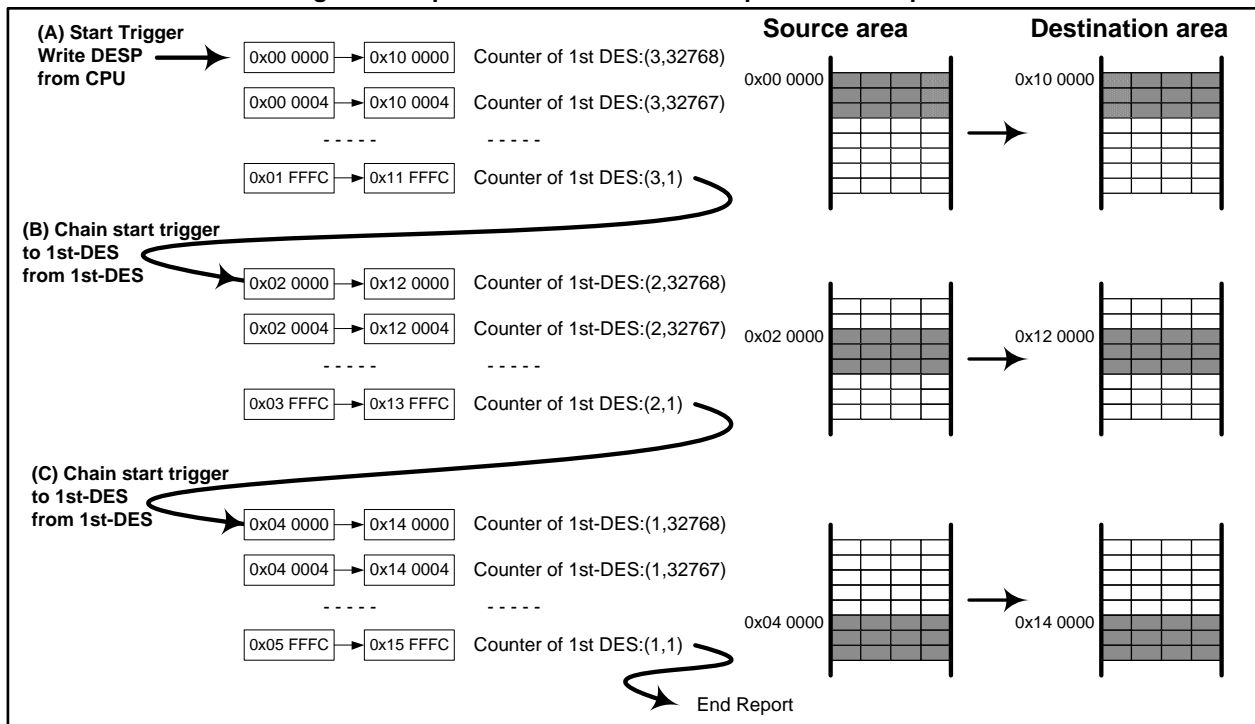 (A) Start Trigger
Write DESP
from CPU
0x00 0000 0x10 0000 Counter of 1st DES:(3,32768)
0x00 0004 0x10 0004 Counter of 1st DES:(3,32767)
- - - - - - - - - -
0x01 FFFC 0x11 FFFC Counter of 1st DES:(3,1)
(B) Chain start trigger
to 1st-DES
from 1st-DES
0x02 0000 0x12 0000 Counter of 1st-DES:(2,32768)
0x02 0004 0x12 0004 Counter of 1st-DES:(2,32767)
- - - - - - - - - -
0x03 FFFC 0x13 FFFC Counter of 1st DES:(2,1)
(C) Chain start trigger
to 1st-DES
from 1st-DES
0x04 0000 0x14 0000 Counter of 1st-DES:(1,32768)
0x04 0004 0x14 0004 Counter of 1st-DES:(1,32767)
- - - - - - - - - -
0x05 FFFC 0x15 FFFC Counter of 1st DES:(1,1)
End Report
Source area Destination area
0x00 0000 0x10 0000
0x02 0000 0x12 0000
0x04 0000 0x14 0000